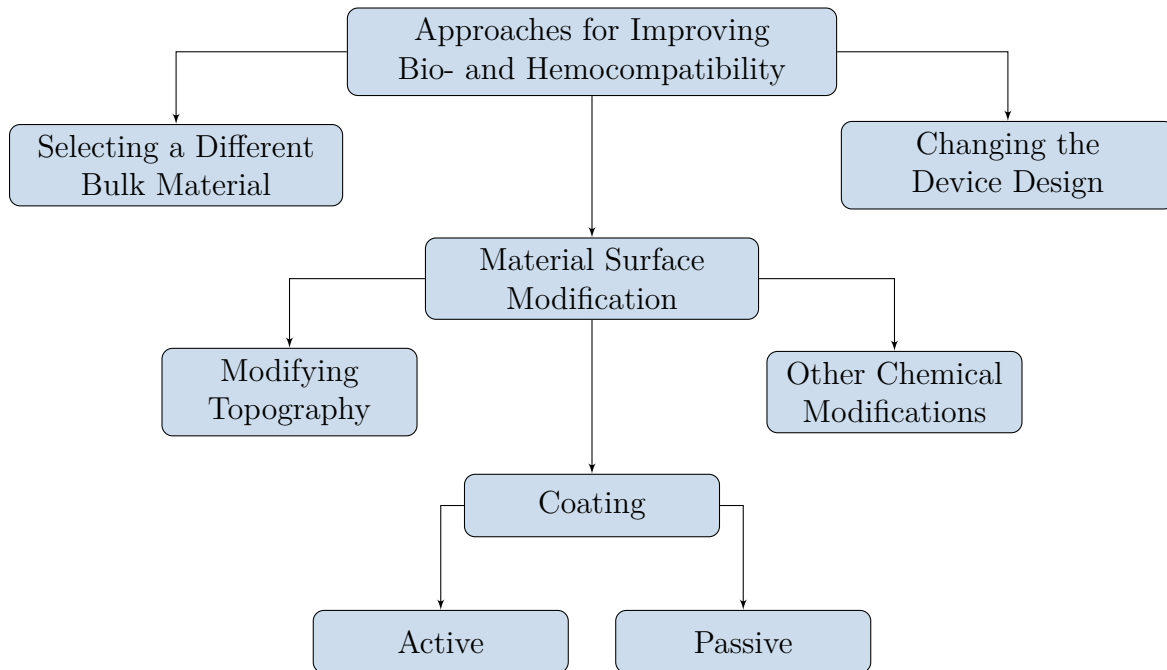 Approaches for Improving
Bio- and Hemocompatibility
Selecting a Different
Bulk Material
Changing the
Device Design
Material Surface
Modification
Modifying
Topography
Other Chemical
Modifications
Coating
Active
Passive